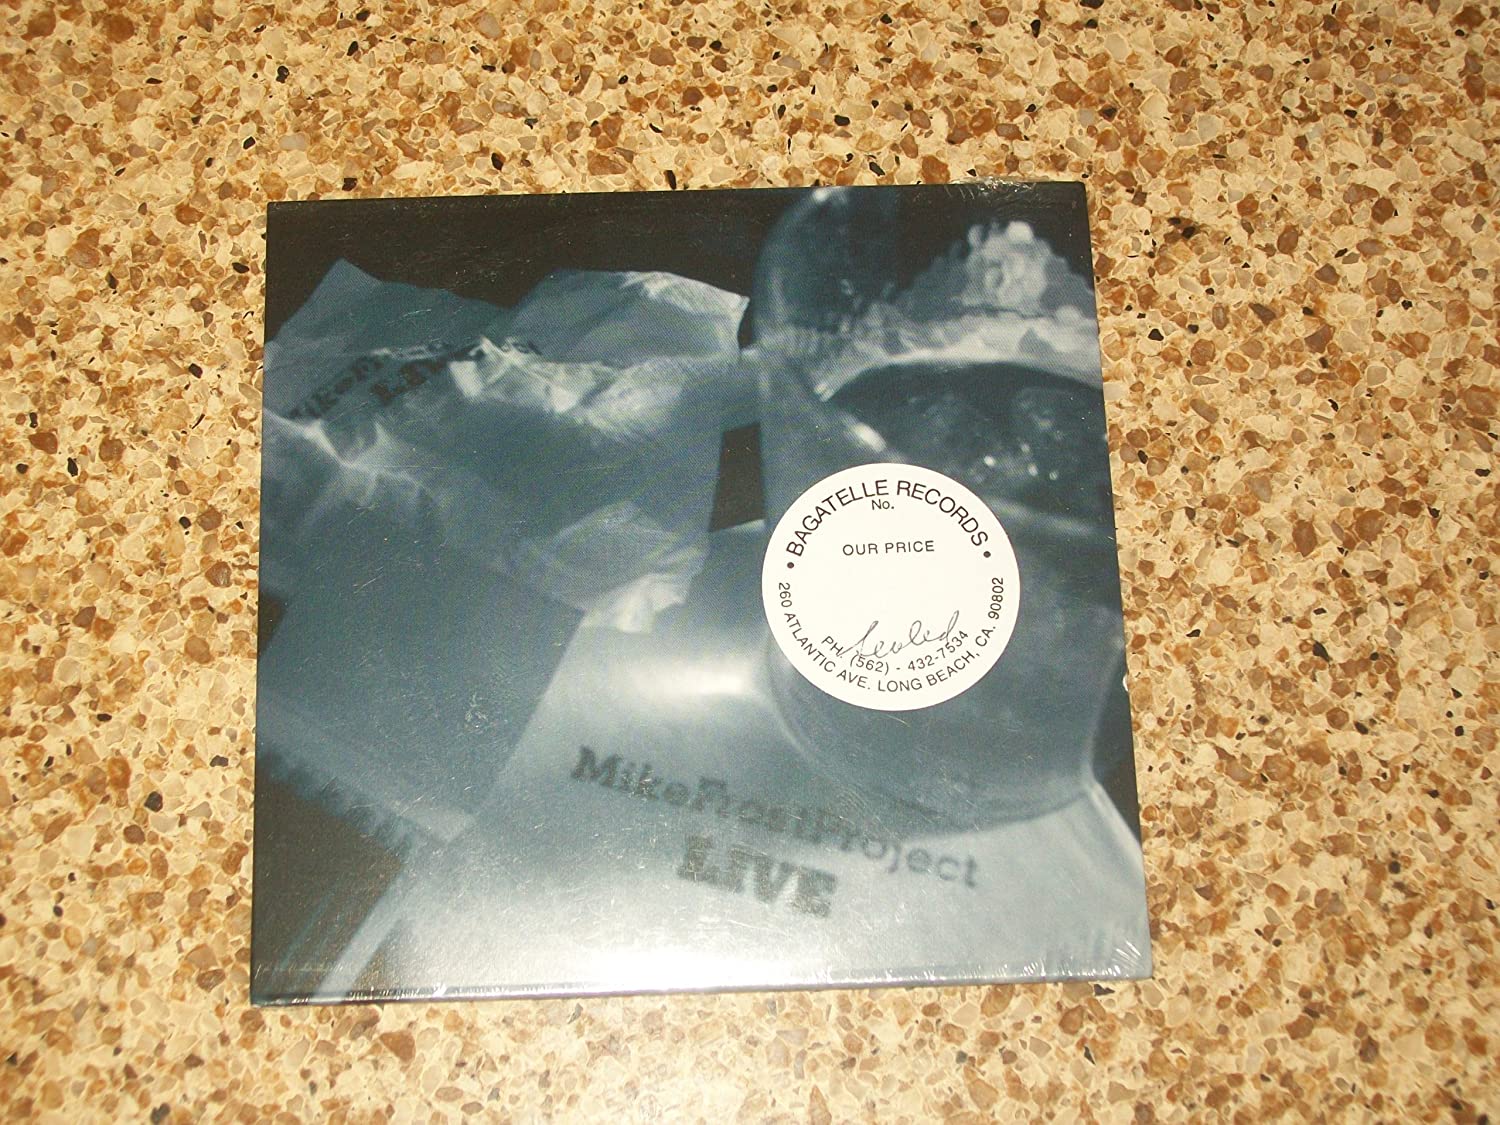 LIVE
BAGATELLE RECORDS
No.
OUR PRICE
Sealed
PH. (562) - 432-7534
260 ATLANTIC AVE. LONG BEACH, CA. 90802
MikeFrostProject
LIVE